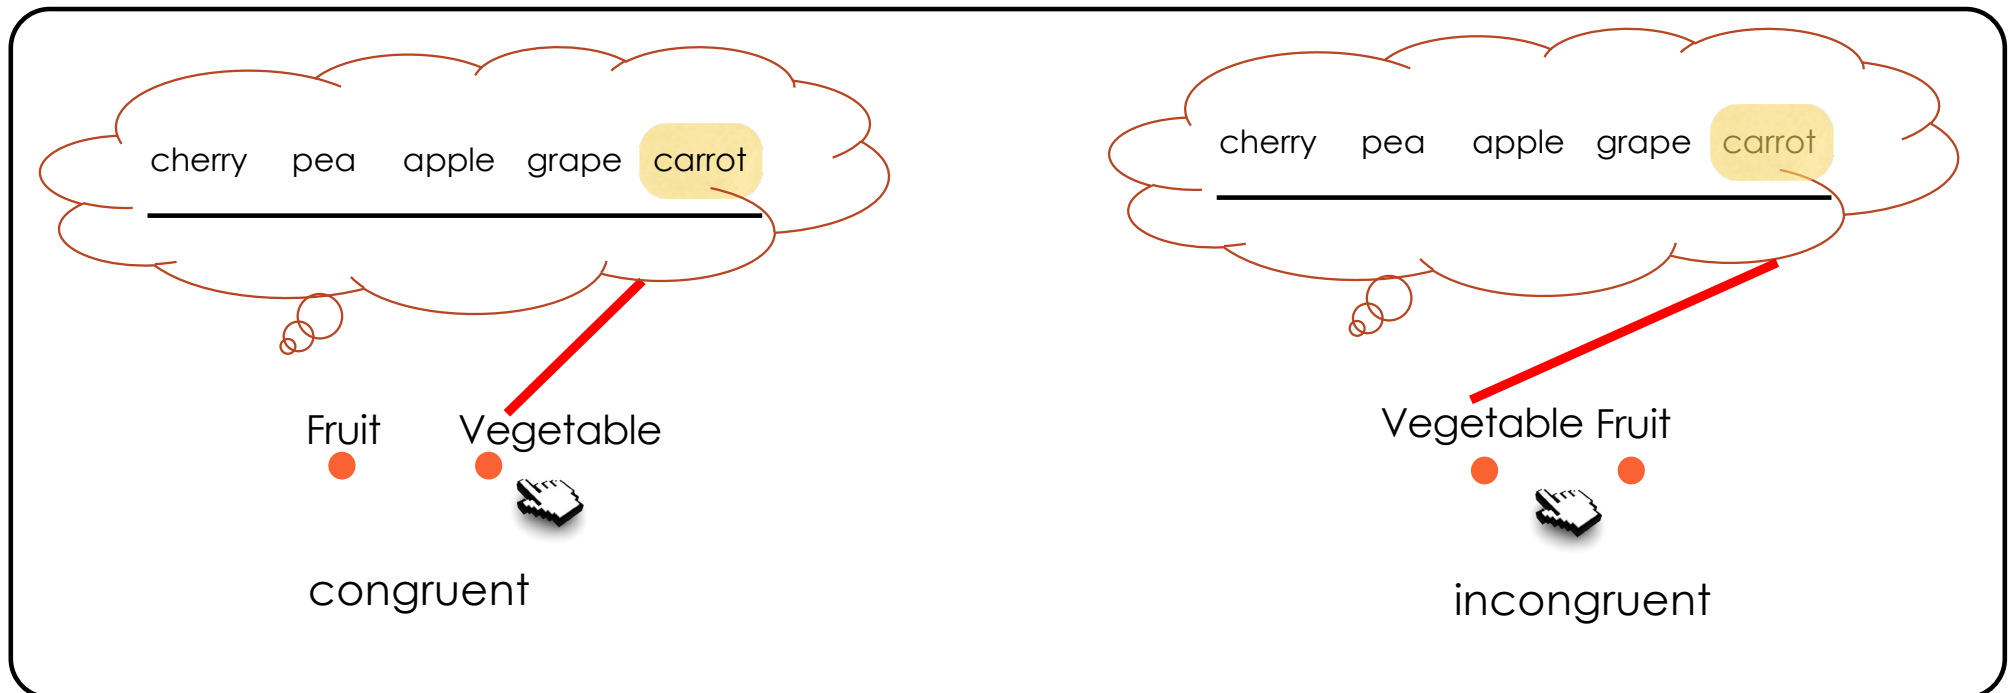 cherry pea apple grape carrot
Fruit Vegetable
congruent
cherry pea apple grape carrot
Vegetable Fruit
incongruent